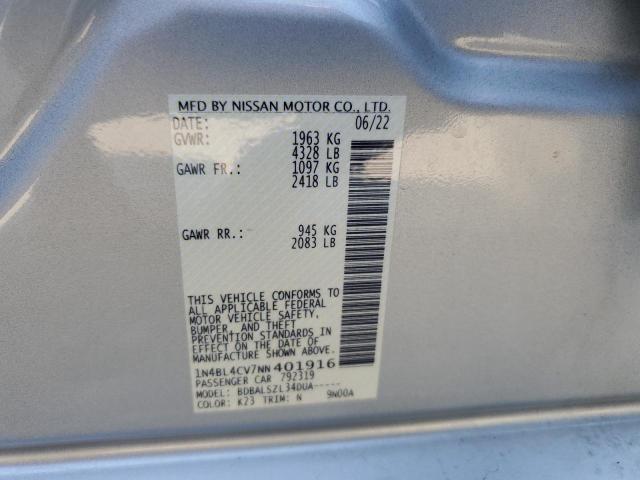 MFD BY NISSAN MOTOR CO., LTD.
DATE: 06/22
GVWR: 1963 KG
4328 LB
GAWR FR.: 1097 KG
2418 LB
GAWR RR.: 945 KG
2083 LB
THIS VEHICLE CONFORMS TO
ALL APPLICABLE FEDERAL
MOTOR VEHICLE SAFETY,
BUMPER, AND THEFT
PREVENTION STANDARDS IN
EFFECT ON THE DATE OF
MANUFACTURE SHOWN ABOVE.
1N4BL4CV7NN401916
PASSENGER CAR 792319
MODEL: BDBALSZL34DUA-----
COLOR: K23 TRIM: N 9N00A